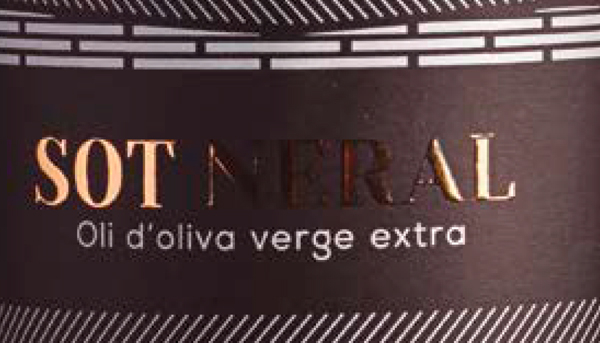 SOT NERAL
Oli d'oliva verge extra